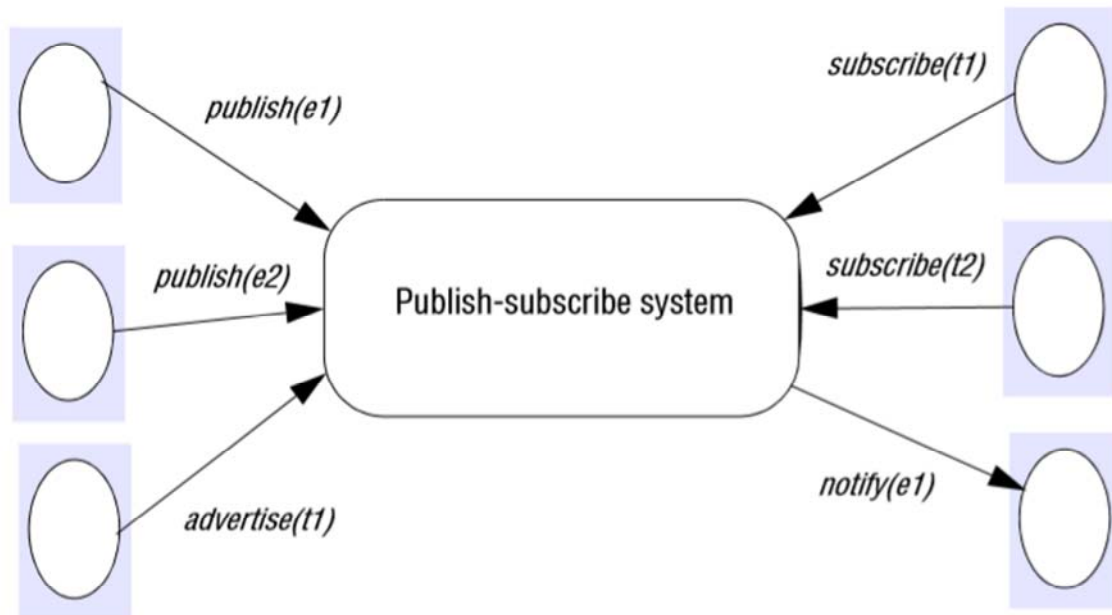 publish(e1)
subscribe(t1)
publish(e2)
subscribe(t2)
Publish-subscribe system
advertise(t1)
notify(e1)